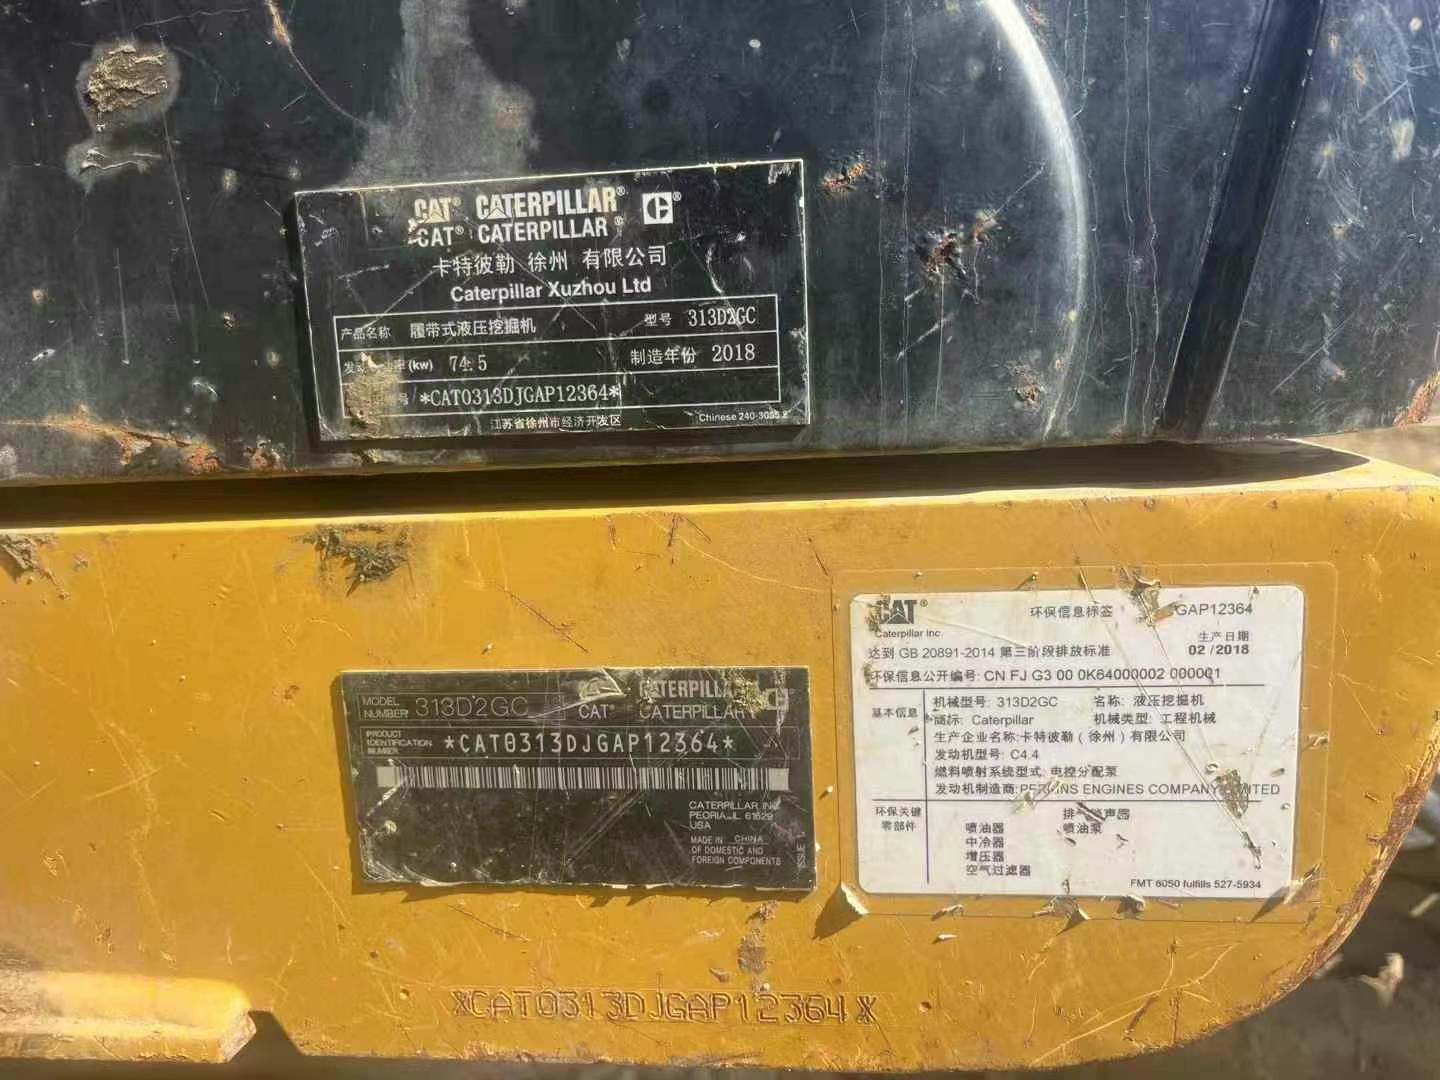 CAT® CATERPILLAR® ®
CAT® CATERPILLAR®
卡特彼勒 徐州 有限公司
Caterpillar Xuzhou Ltd
产品名称 履带式液压挖掘机 型号 313D2GC
(kw) 74.5 制造年份 2018
号 *CAT0313DJGAP12364*
江苏省徐州市经济开发区 Chinese 240-3035 2
MODEL NUMBER 313D2GC
CATERPILLAR
CAT® CATERPILLAR
PRODUCT IDENTIFICATION NUMBER *CAT0313DJGAP12364*
CATERPILLAR INC.
PEORIA, IL 61629
USA
MADE IN CHINA
OF DOMESTIC AND
FOREIGN COMPONENTS
ISSUE 1
CAT® 环保信息标签 GAP12364
Caterpillar Inc. 生产日期
达到 GB 20891-2014 第三阶段排放标准 02 /2018
环保信息公开编号: CN FJ G3 00 0K64000002 000001
基本信息
机械型号: 313D2GC 名称: 液压挖掘机
商标: Caterpillar 机械类型: 工程机械
生产企业名称:卡特彼勒（徐州）有限公司
发动机型号: C4.4
燃料喷射系统型式: 电控分配泵
发动机制造商: PERKINS ENGINES COMPANY LIMITED
环保关键
零部件
排气消声器
喷油器 喷油泵
中冷器
增压器
空气过滤器
FMT 6050 fulfills 527-5934
*CAT0313DJGAP12364*